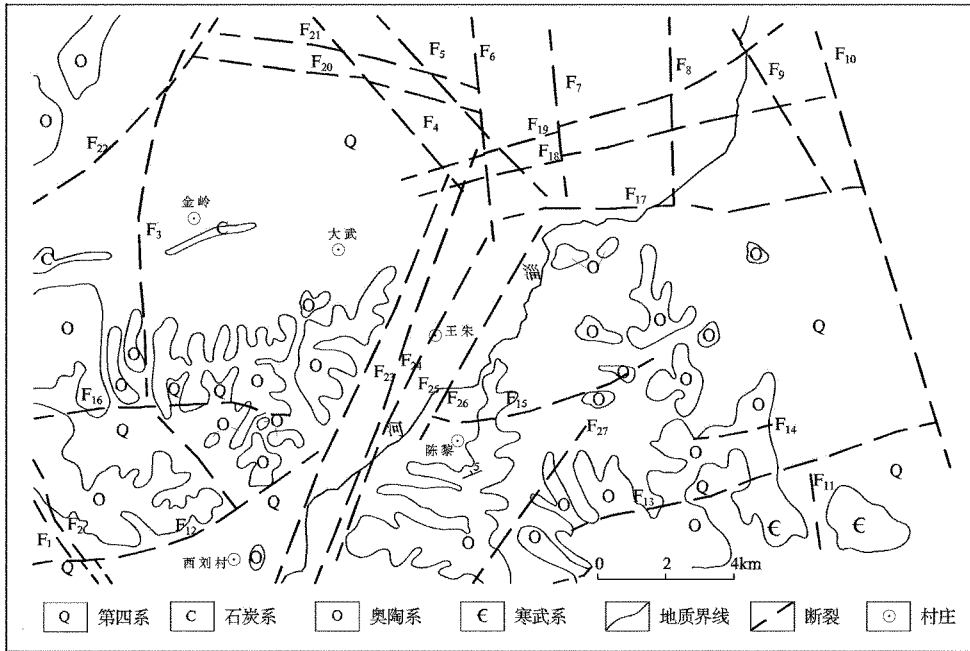 F₂₁
F₅
F₆
F₈
F₁₀
O
F₂₀
F₇
F₉
O
F₄
F₁₉
F₂₂
Q
F₁₈
金岭
F₁₇
F₃
C
大武
淄
C
O
O
O
王朱
Q
O
O
O
O
O
O
F₂₃
F₂₄
O
O
O
Q
Q
O
F₂₅
F₁₆
F₂₆
F₁₅
O
O
Q
O
O
河
F₂₇
F₁₄
陈黎
5
O
O
O
Q
F₁₁
Q
O
O
O
F₁₃
F₂
F₁₂
O
Є
Є
F₁
O
O
Q
西刘村
O
0 2 4km
Q 第四系 C 石炭系 O 奥陶系 Є 寒武系 地质界线 断裂 村庄